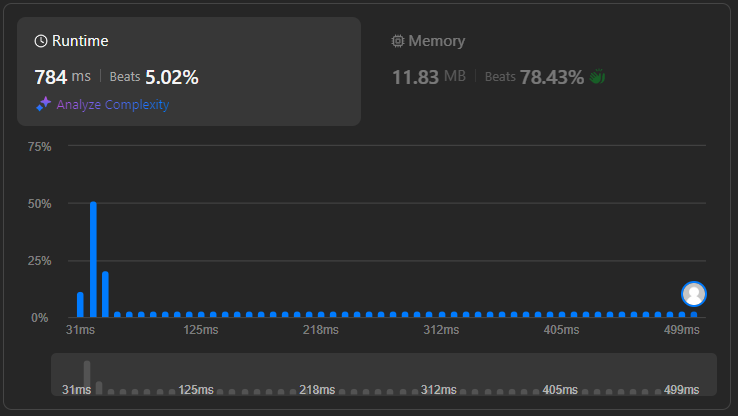 Runtime
784 ms | Beats 5.02%
Analyze Complexity
Memory
11.83 MB | Beats 78.43%
75%
50%
25%
0%
31ms 125ms 218ms 312ms 405ms 499ms
31ms 125ms 218ms 312ms 405ms 499ms